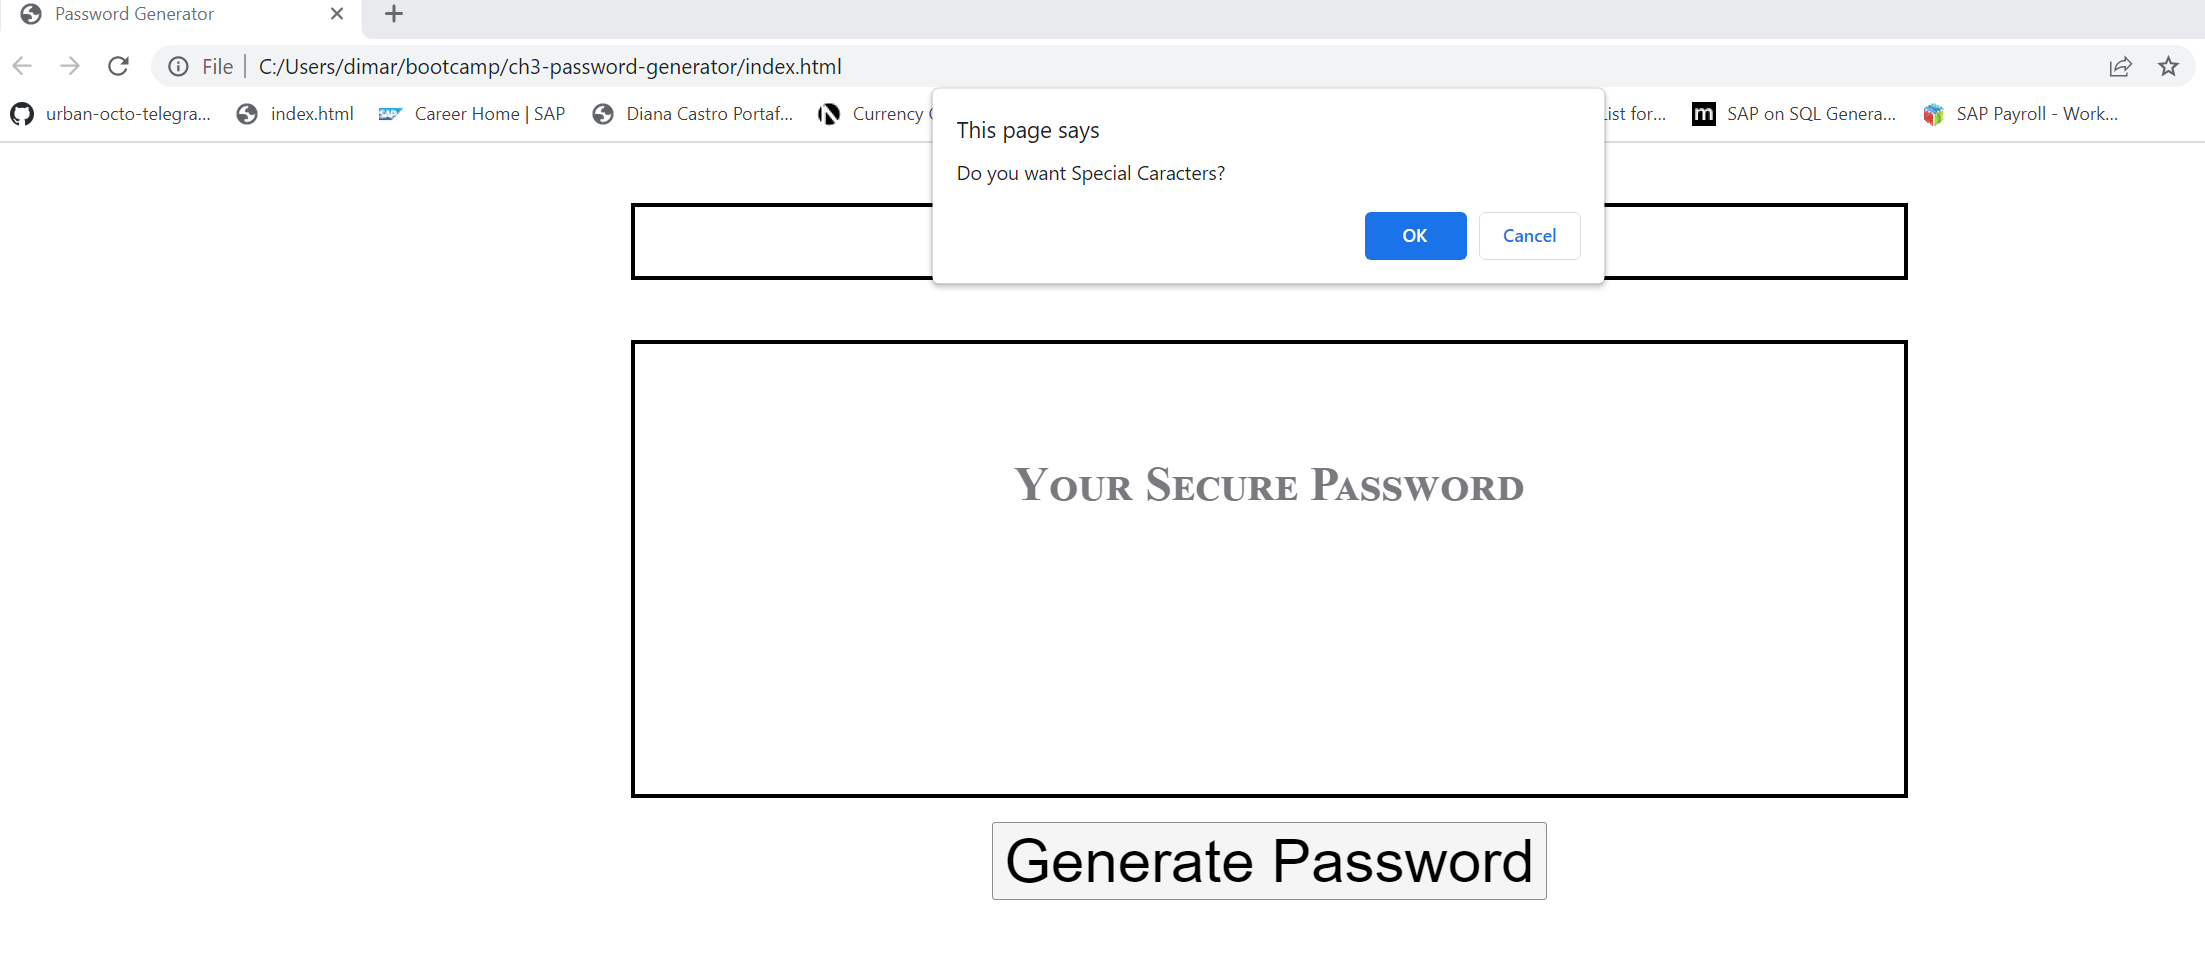 Password Generator
File | C:/Users/dimar/bootcamp/ch3-password-generator/index.html
urban-octo-telegra... index.html Career Home | SAP Diana Castro Portaf... Currency List for... SAP on SQL Genera... SAP Payroll - Work...
This page says
Do you want Special Caracters?
OK Cancel
Your Secure Password
Generate Password